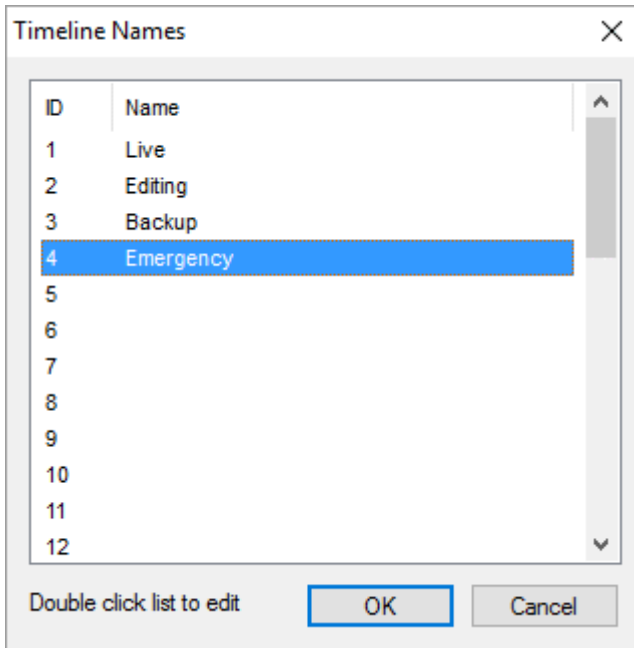 Timeline Names
ID Name
1 Live
2 Editing
3 Backup
4 Emergency
5
6
7
8
9
10
11
12
Double click list to edit OK Cancel